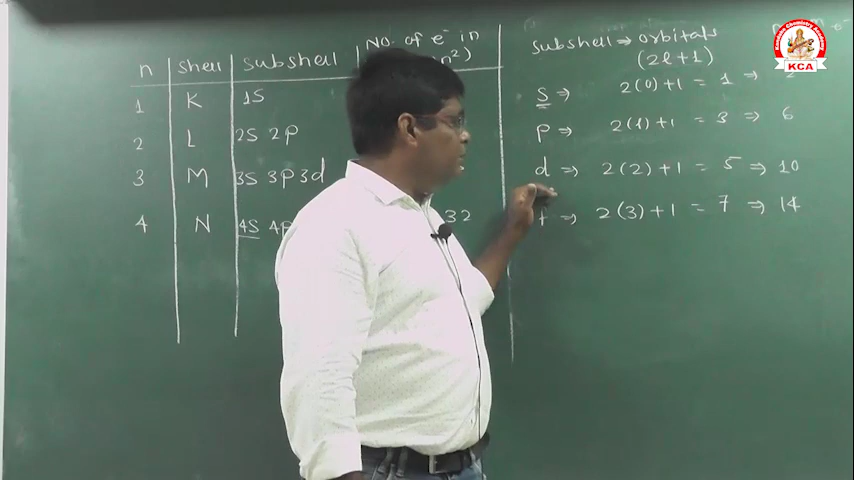 n Shell Subshell No. of e⁻ in
n²)
1 K 1S
2 L 2S 2p
3 M 3S 3p 3d
4 N 4S 4p 32
Subshell → orbitals
(2l+1)
s ⇒ 2(0)+1 = 1 ⇒ 2
p ⇒ 2(1)+1 = 3 ⇒ 6
d ⇒ 2(2)+1 = 5 ⇒ 10
f ⇒ 2(3)+1 = 7 ⇒ 14
e⁻
KCA